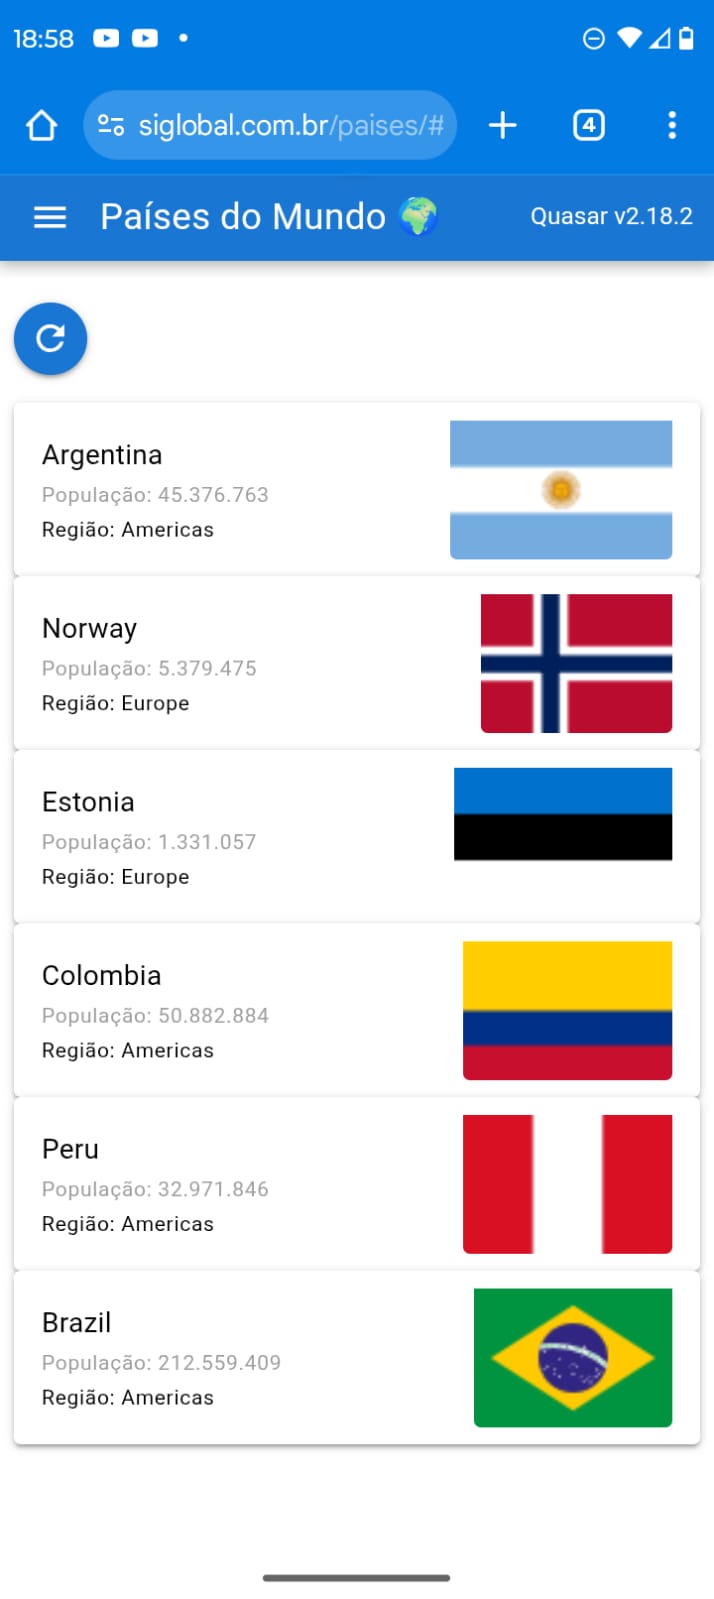 18:58
siglobal.com.br/paises/#
4
Países do Mundo
Quasar v2.18.2
Argentina
População: 45.376.763
Região: Americas
Norway
População: 5.379.475
Região: Europe
Estonia
População: 1.331.057
Região: Europe
Colombia
População: 50.882.884
Região: Americas
Peru
População: 32.971.846
Região: Americas
Brazil
População: 212.559.409
Região: Americas